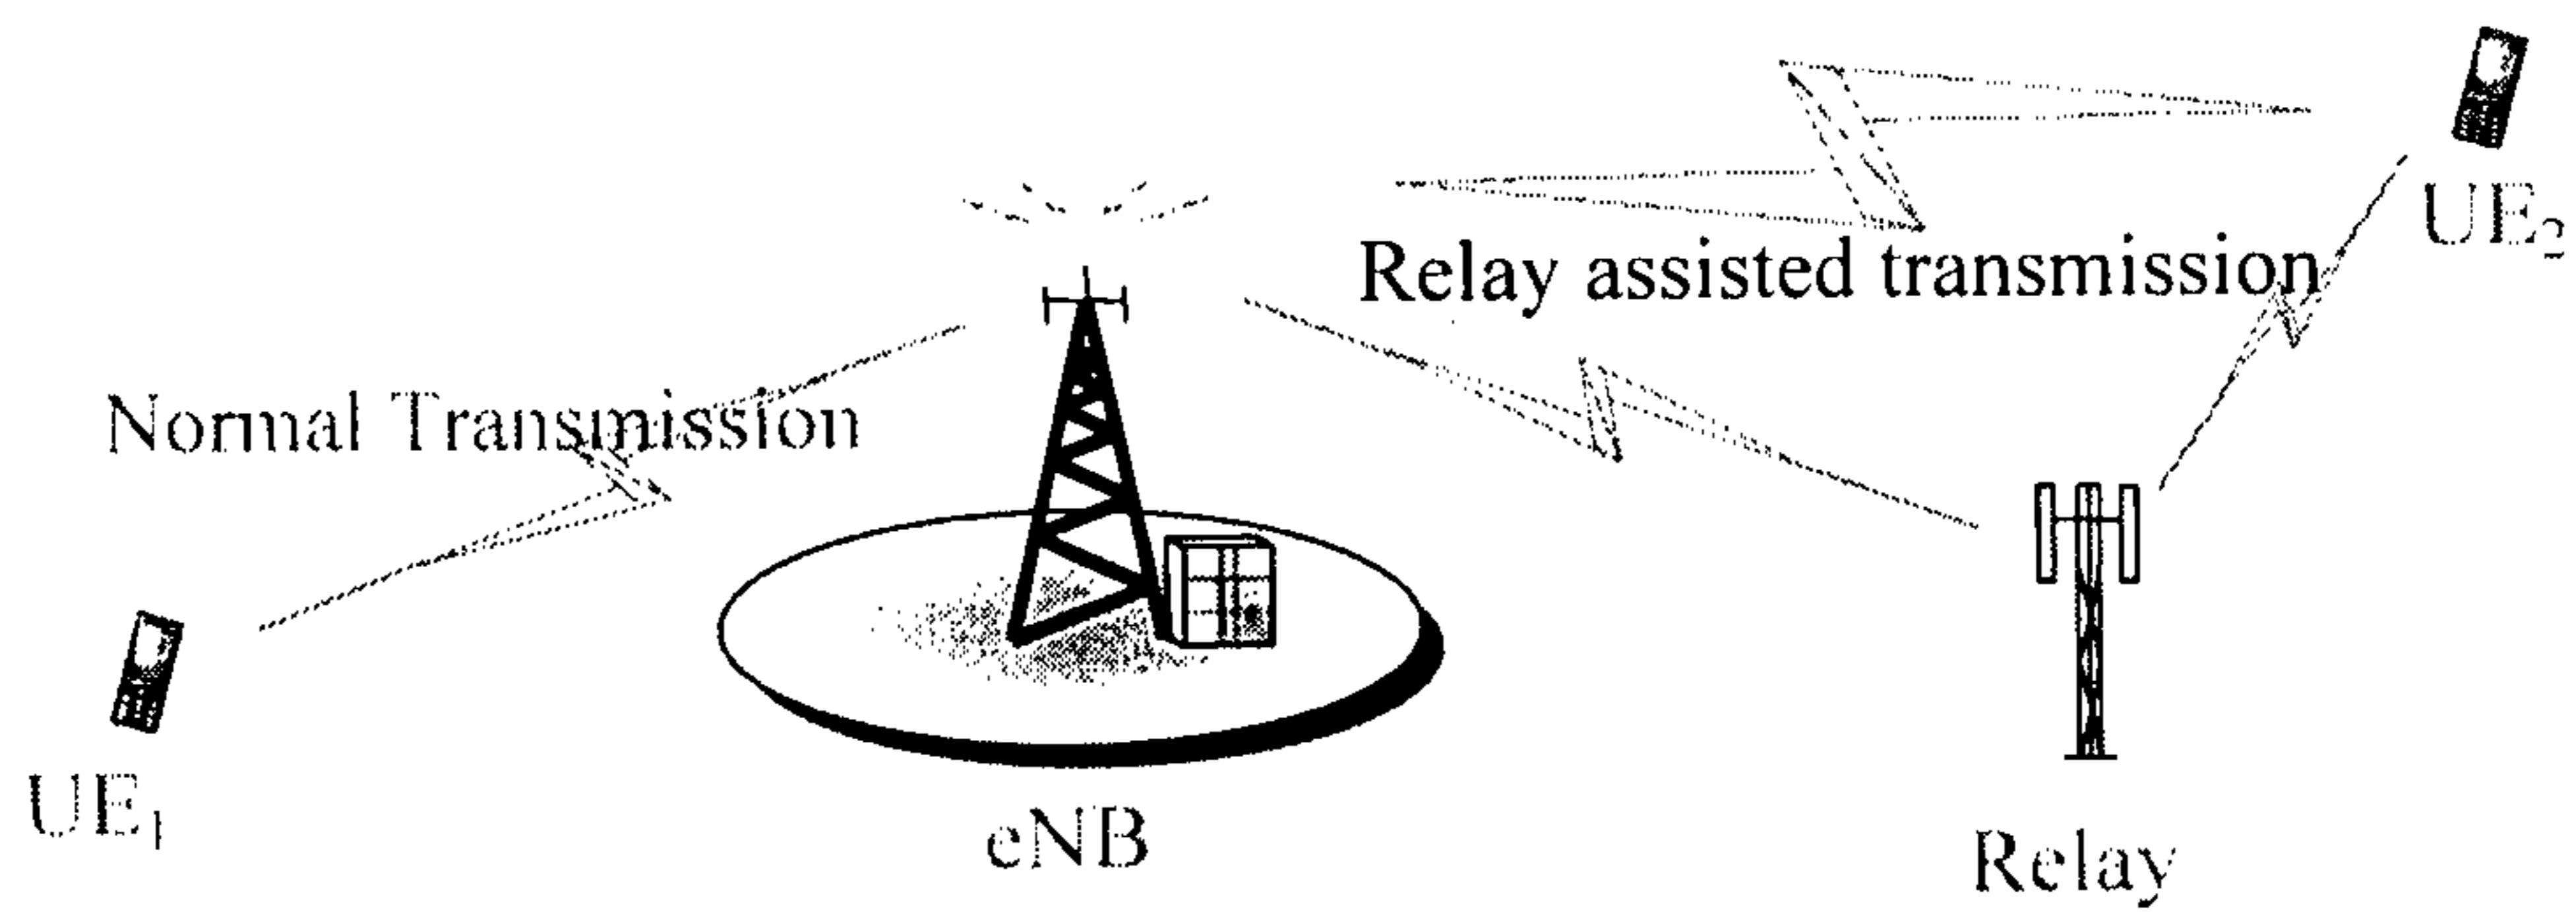 UE₂
Relay assisted transmission
Normal Transmission
UE₁
eNB
Relay